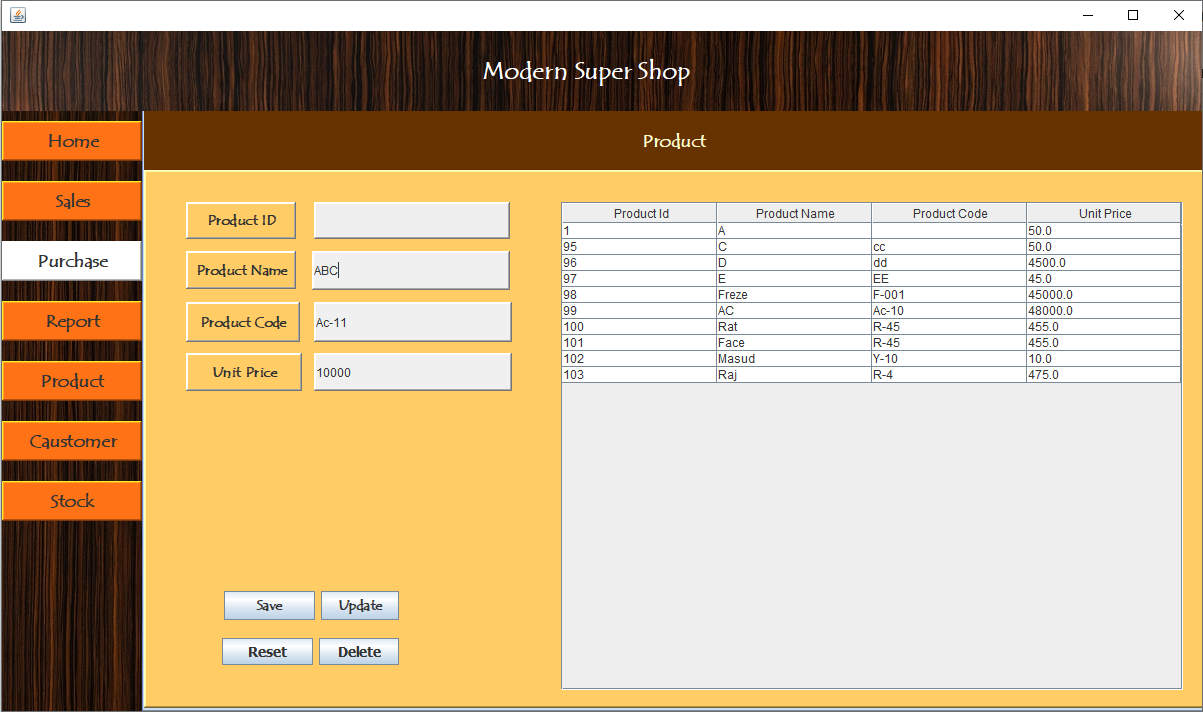 Modern Super Shop
Home
Sales
Purchase
Report
Product
Caustomer
Stock
Product
Product ID
Product Name ABC
Product Code Ac-11
Unit Price 10000
Save Update
Reset Delete
Product Id Product Name Product Code Unit Price
1 A 50.0
95 C cc 50.0
96 D dd 4500.0
97 E EE 45.0
98 Freze F-001 45000.0
99 AC Ac-10 48000.0
100 Rat R-45 455.0
101 Face R-45 455.0
102 Masud Y-10 10.0
103 Raj R-4 475.0